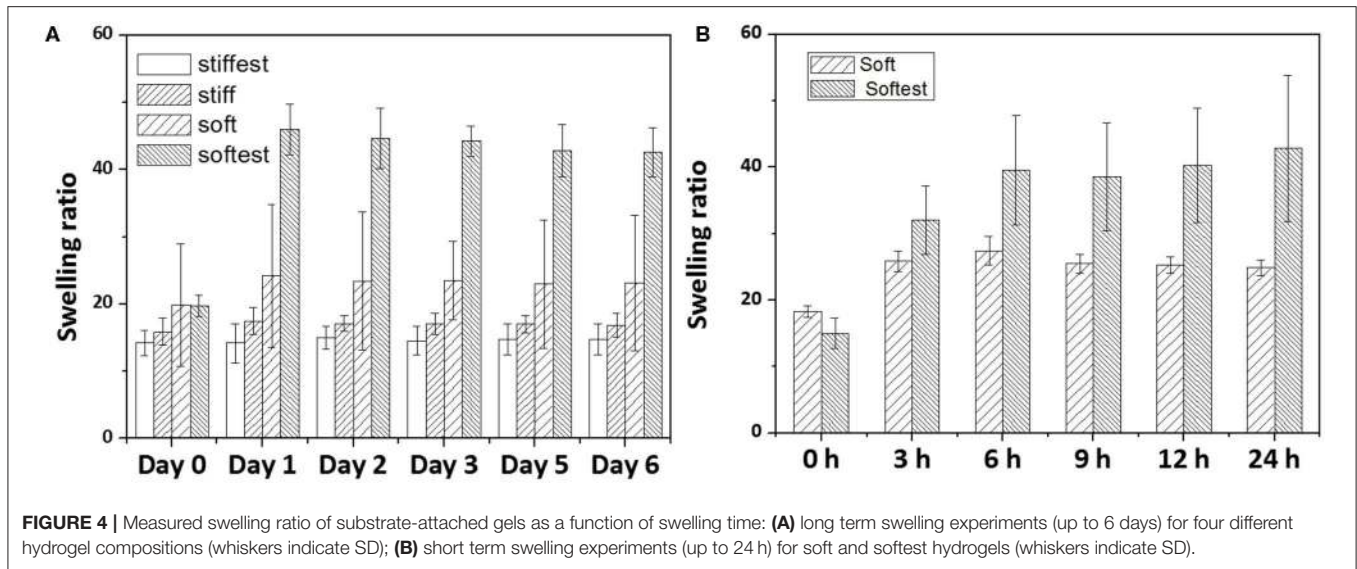 A
60
40
20
0
Swelling ratio
stiffest
stiff
soft
softest
Day 0 Day 1 Day 2 Day 3 Day 5 Day 6
B
60
40
20
0
Swelling ratio
Soft
Softest
0 h 3 h 6 h 9 h 12 h 24 h
FIGURE 4 | Measured swelling ratio of substrate-attached gels as a function of swelling time: (A) long term swelling experiments (up to 6 days) for four different
hydrogel compositions (whiskers indicate SD); (B) short term swelling experiments (up to 24 h) for soft and softest hydrogels (whiskers indicate SD).